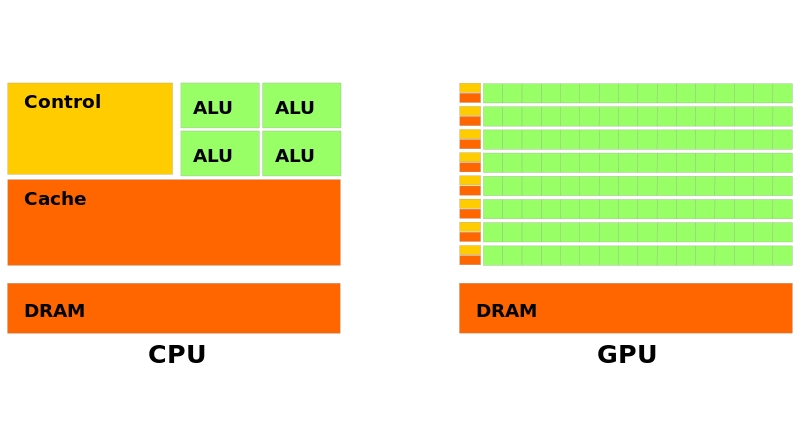 Control
ALU ALU
ALU ALU
Cache
DRAM
CPU
DRAM
GPU